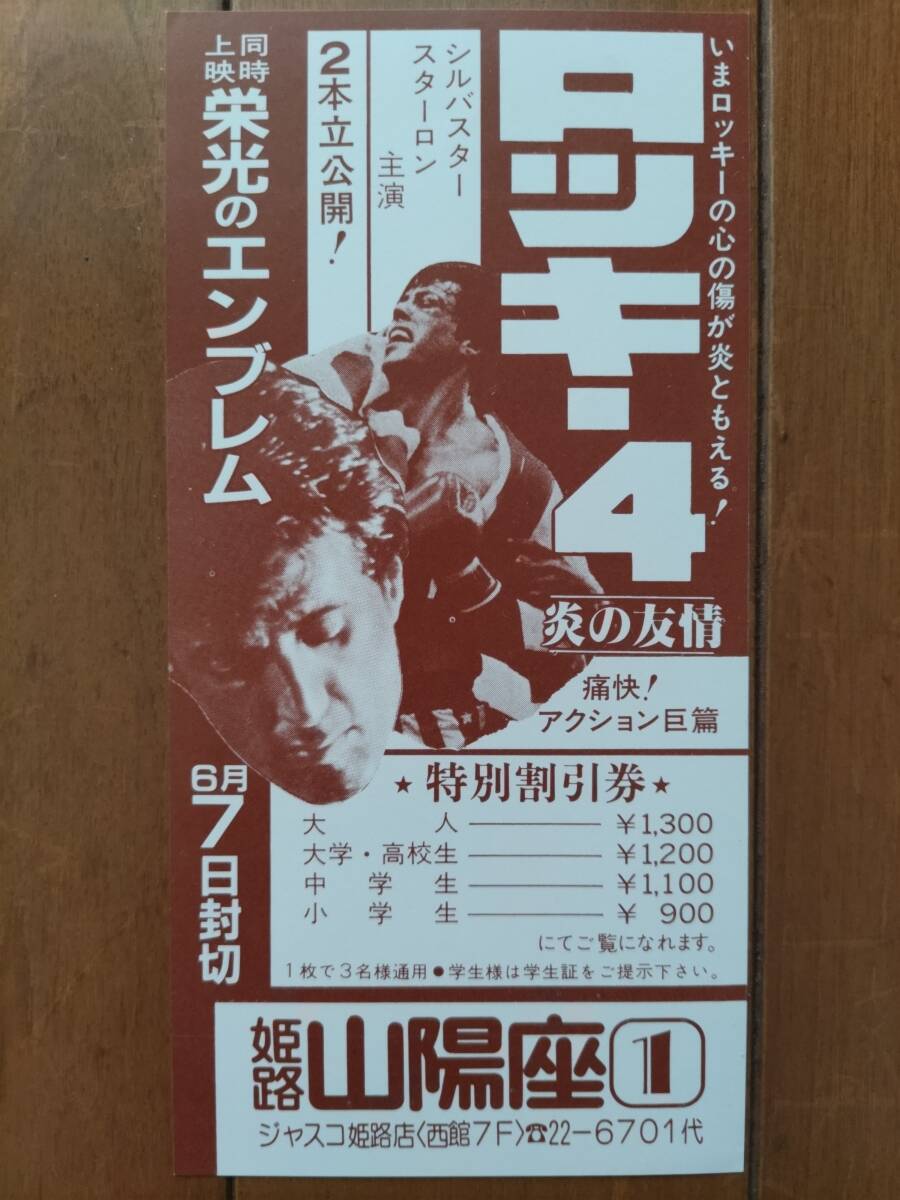 いまロッキーの心の傷が炎ともえる!
ロッキー・4
炎の友情
シルバスター
スターローン
主演
2本立公開!
同時
上映
栄光のエンブレム
痛快!
アクション巨篇
6月7日封切
★特別割引券★
大人 ¥1,300
大学・高校生 ¥1,200
中学生 ¥1,100
小学生 ¥900
にてご覧になれます。
1枚で3名様通用●学生様は学生証をご提示下さい。
姫路
山陽座1
ジャスコ姫路店〈西館7F〉☎22-6701代